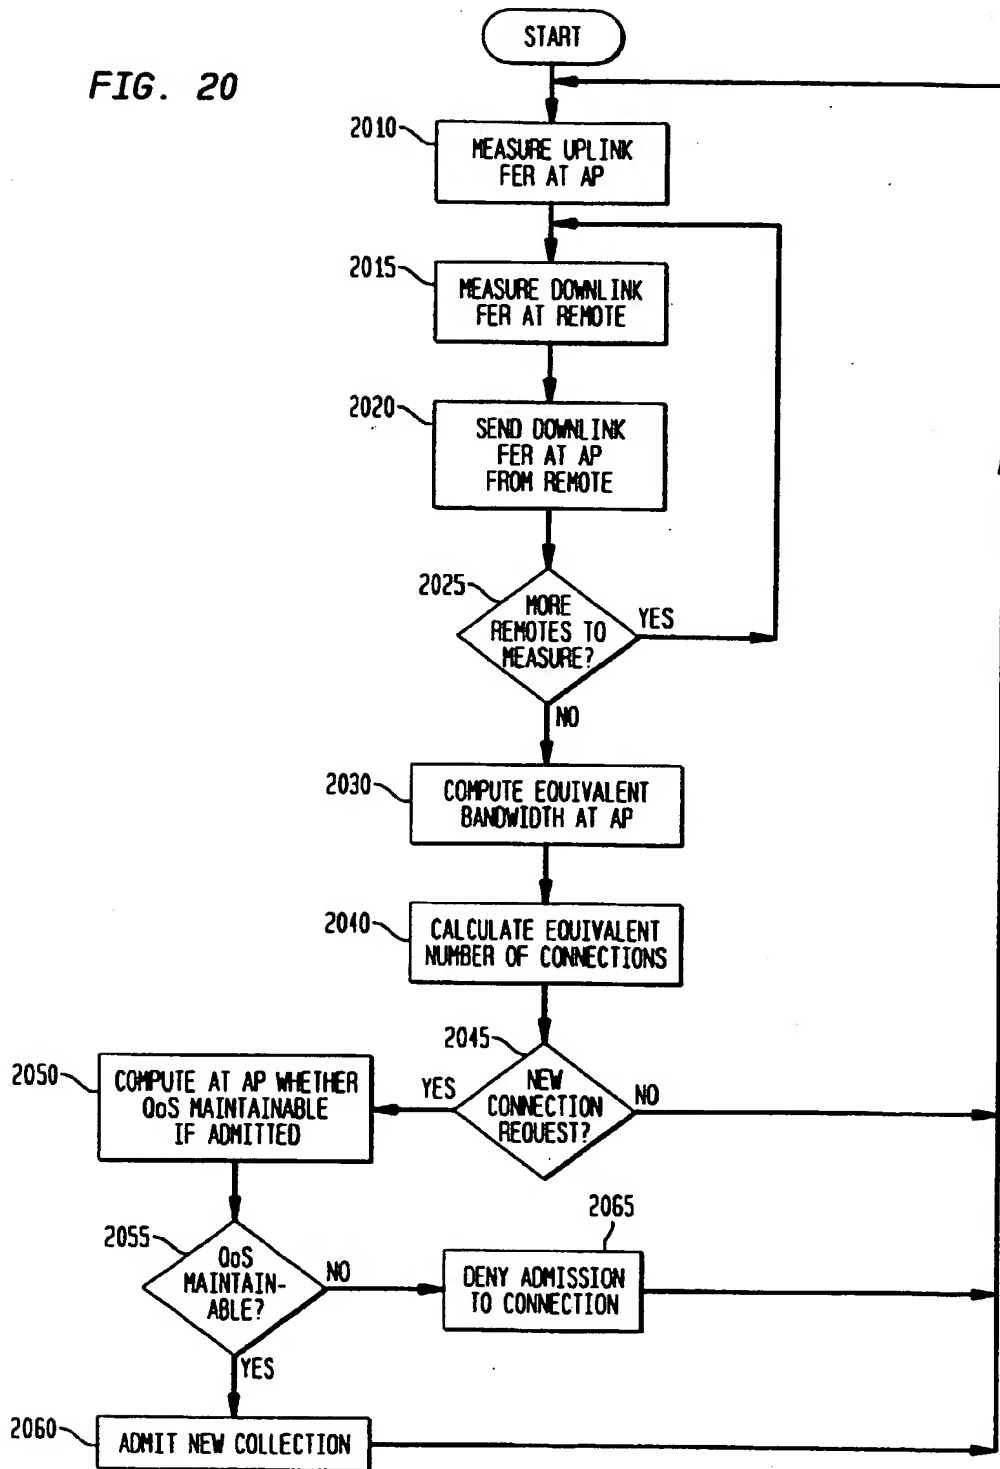 FIG. 20
START
2010
MEASURE UPLINK
FER AT AP
2015
MEASURE DOWNLINK
FER AT REMOTE
2020
SEND DOWNLINK
FER AT AP
FROM REMOTE
2025
MORE
REMOTES TO
MEASURE?
YES
NO
2030
COMPUTE EQUIVALENT
BANDWIDTH AT AP
2040
CALCULATE EQUIVALENT
NUMBER OF CONNECTIONS
2045
NEW
CONNECTION
REQUEST?
YES
NO
2050
COMPUTE AT AP WHETHER
QoS MAINTAINABLE
IF ADMITTED
2055
QoS
MAINTAIN-
ABLE?
NO
YES
2065
DENY ADMISSION
TO CONNECTION
2060
ADMIT NEW COLLECTION